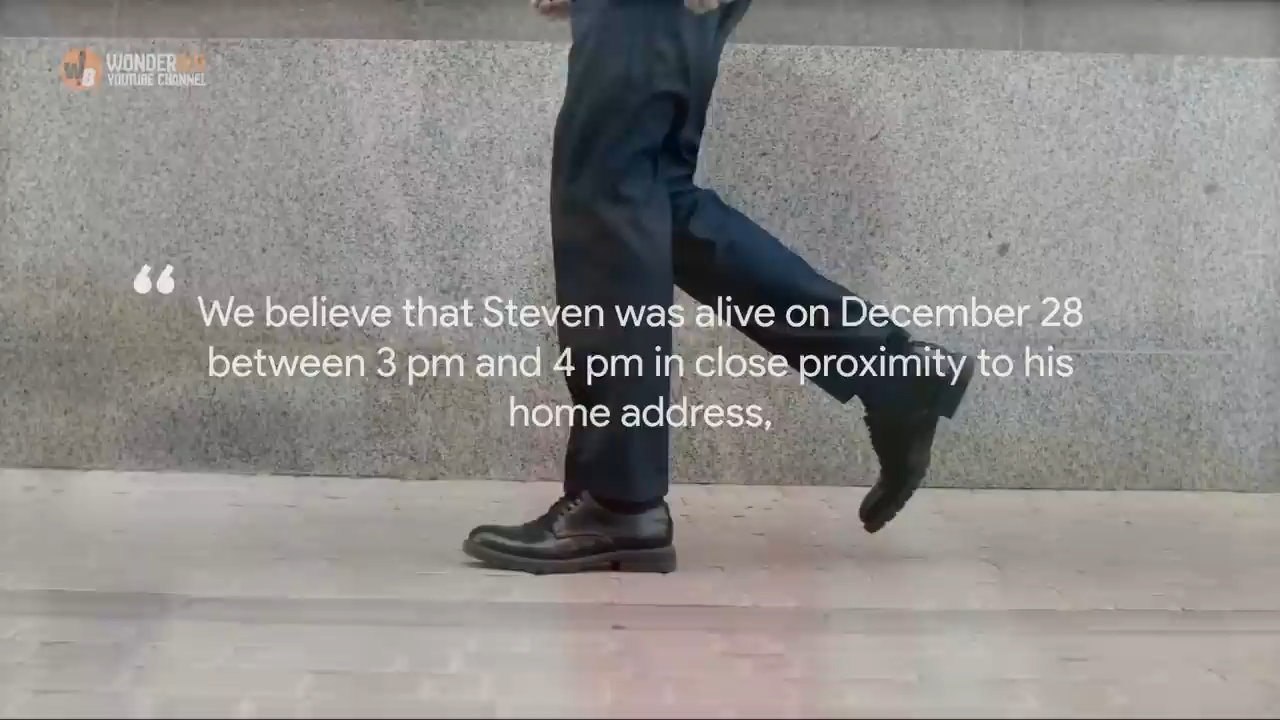 WONDER
YOUTUBE CHANNEL
“
We believe that Steven was alive on December 28
between 3 pm and 4 pm in close proximity to his
home address,